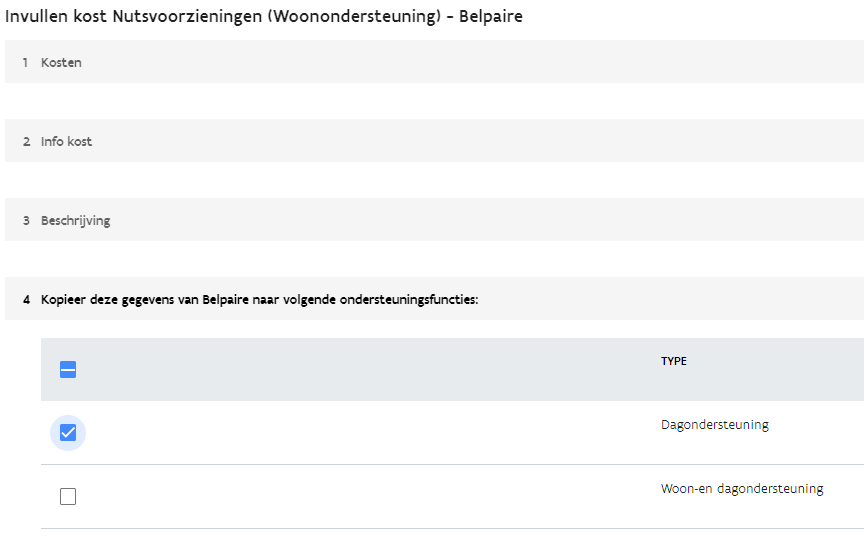 Invullen kost Nutsvoorzieningen (Woonondersteuning) - Belpaire
1 Kosten
2 Info kost
3 Beschrijving
4 Kopieer deze gegevens van Belpaire naar volgende ondersteuningsfuncties:
TYPE
Dagondersteuning
Woon-en dagondersteuning